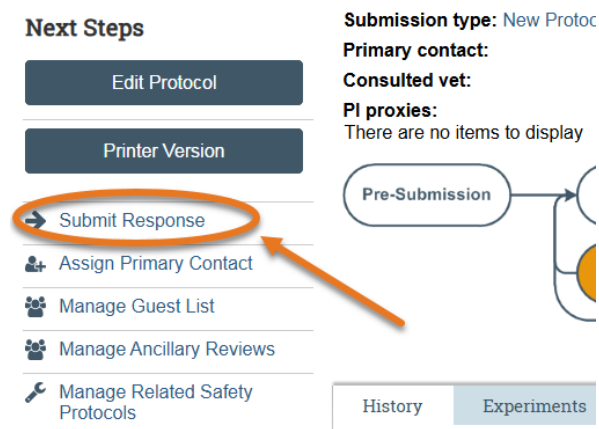 Next Steps
Edit Protocol
Printer Version
Submit Response
Assign Primary Contact
Manage Guest List
Manage Ancillary Reviews
Manage Related Safety
Protocols
Submission type: New
Primary contact:
Consulted vet:
PI proxies:
There are no items to display
Pre-Submission
History
Experiments